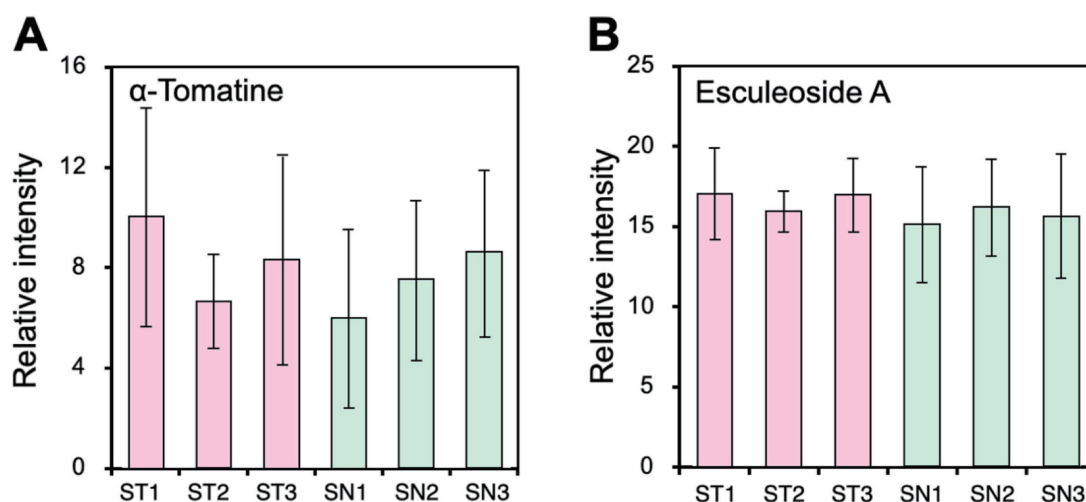 A
α-Tomatine
Relative intensity
16
12
8
4
0
ST1 ST2 ST3 SN1 SN2 SN3
B
Esculeoside A
Relative intensity
25
20
15
10
5
0
ST1 ST2 ST3 SN1 SN2 SN3